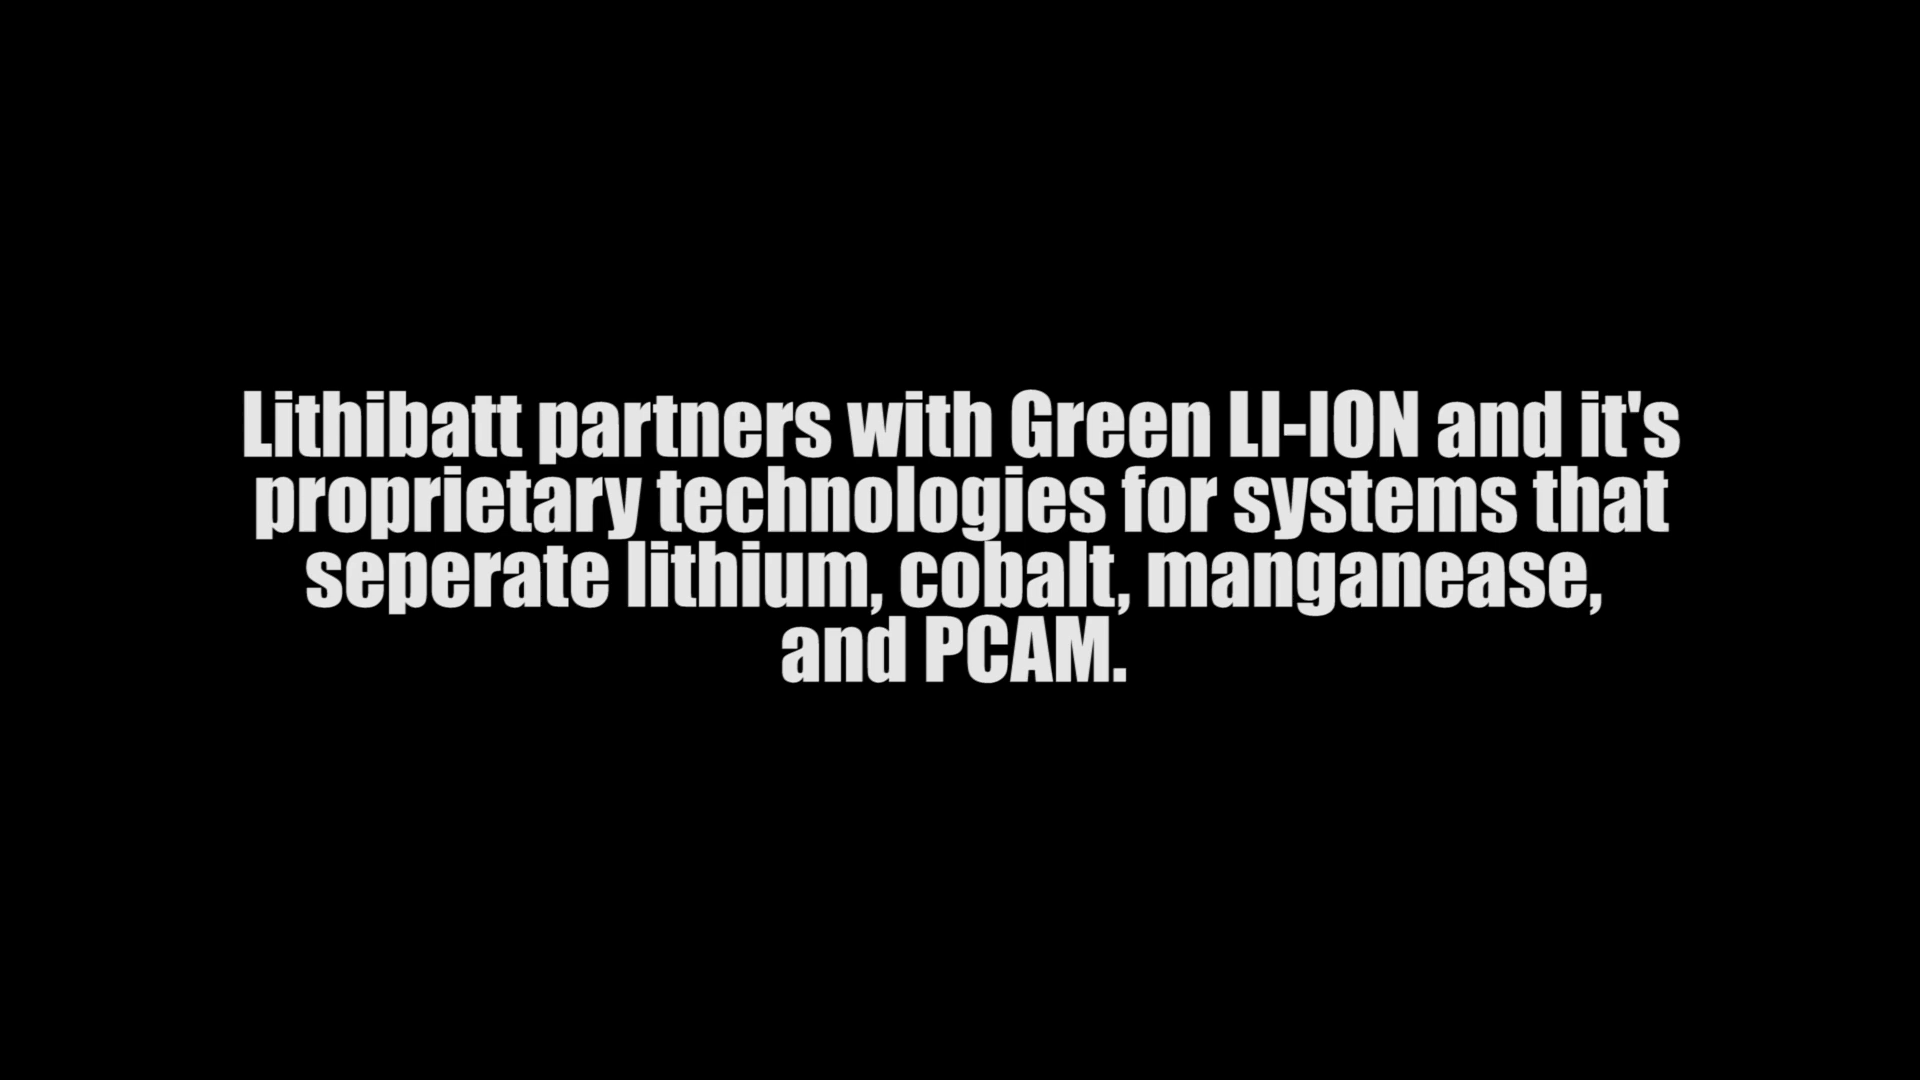 Lithibatt partners with Green LI-ION and it's
proprietary technologies for systems that
seperate lithium, cobalt, manganease,
and PCAM.